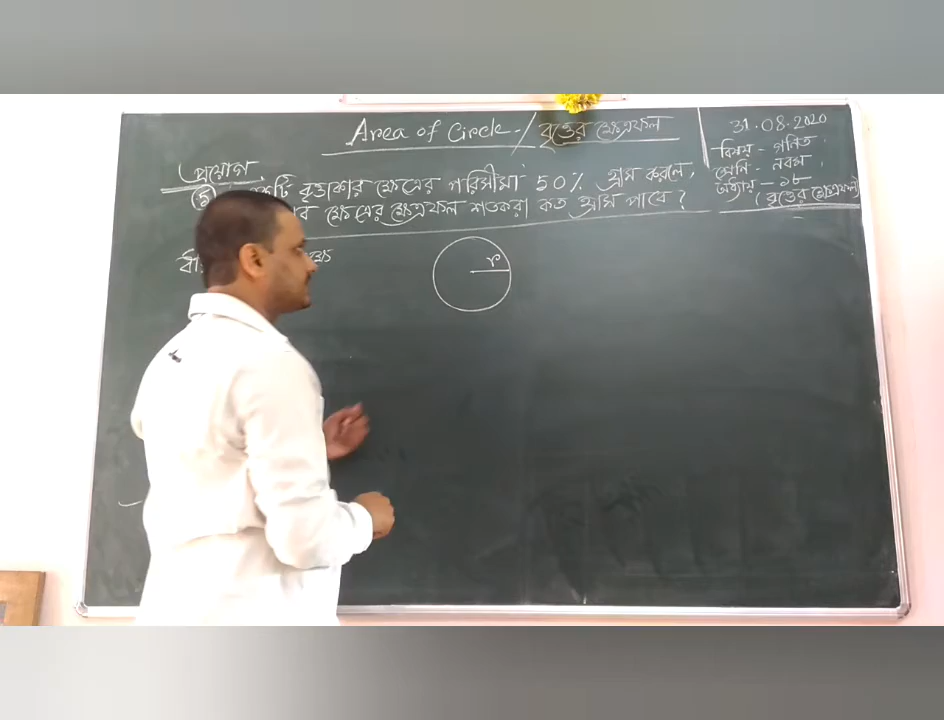 Area of Circle. / বৃত্তের ক্ষেত্রফল
31.08.2020
বিষয় - গণিত
শ্রেণি - নবম
অধ্যায় - ১৮
(বৃত্তের ক্ষেত্রফল)
প্রয়োগ
বৃত্তাকার ক্ষেত্রের পরিসীমা 50% হ্রাস করলে,
ক্ষেত্রের ক্ষেত্রফল শতকরা কত হ্রাস পাবে?
r